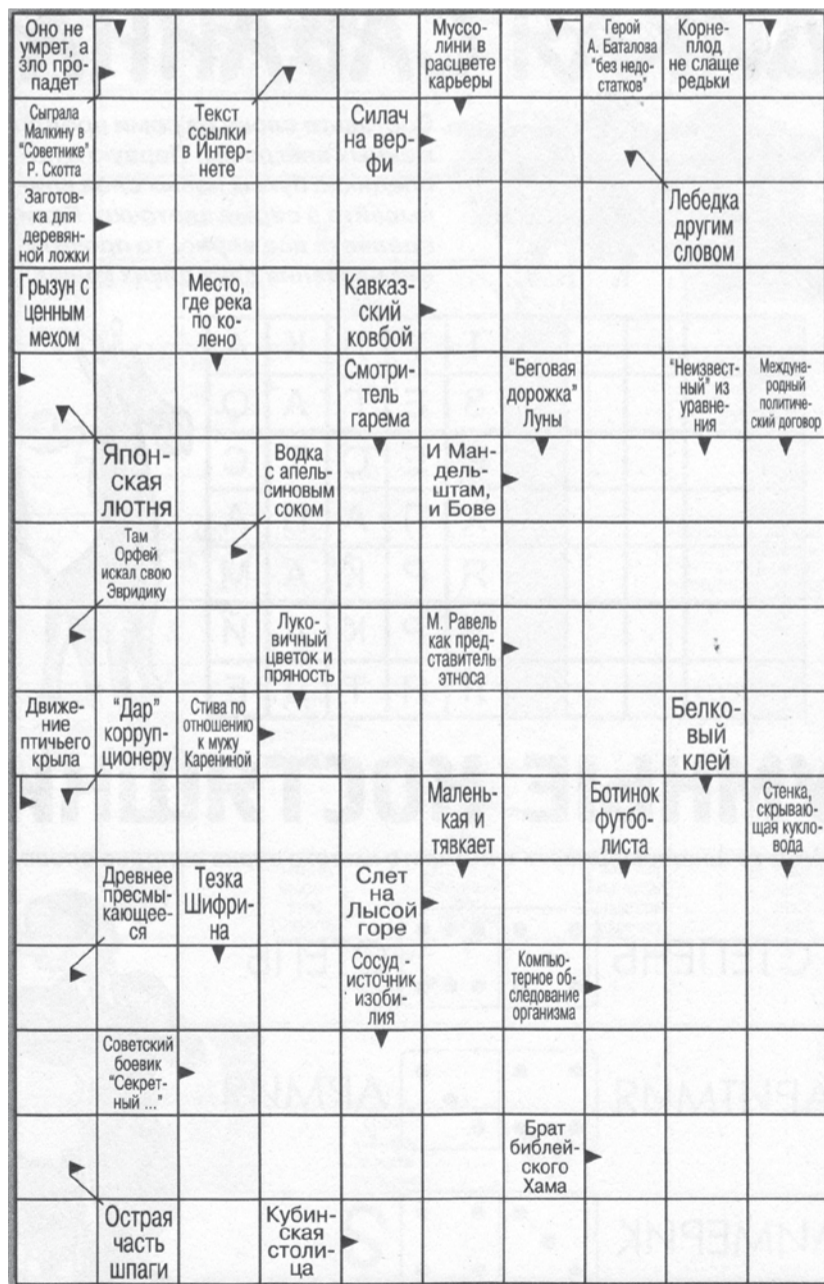 Оно не
умрет, а
зло про-
падет
Муссо-
лини в
расцвете
карьеры
Герой
А. Баталова
“без недо-
статков”
Корне-
плод
не слаще
редьки
Сыграла
Малкину в
“Советнике”
Р. Скотта
Текст
ссылки
в Интер-
нете
Силач
на вер-
фи
Заготов-
ка для
деревян-
ной ложки
Лебедка
другим
словом
Грызун с
ценным
мехом
Место,
где река
по ко-
лено
Кавказ-
ский
ковбой
Смотри-
тель
гарема
“Беговая
дорожка”
Луны
“Неизвест-
ный” из
уравне-
ния
Междуна-
родный
политиче-
ский договор
Япон-
ская
лютня
Водка
с апель-
синовым
соком
И Ман-
дель-
штам,
и Бове
Там
Орфей
искал свою
Эвридику
Луко-
вичный
цветок и
пряность
М. Равель
как пред-
ставитель
этноса
Движе-
ние
птичьего
крыла
“Дар”
корруп-
ционеру
Стива по
отношению
к мужу
Карениной
Белко-
вый
клей
Малень-
кая и
тявкает
Ботинок
футбо-
листа
Стенка,
скрываю-
щая кукло-
вода
Древнее
пресмы-
кающее-
ся
Тезка
Шифри-
на
Слет
на
Лысой
горе
Сосуд -
источник
изоби-
лия
Компью-
терное об-
следование
организма
Советский
боевик
“Секрет-
ный ...”
Брат
библей-
ского
Хама
Острая
часть
шпаги
Кубин-
ская
столи-
ца